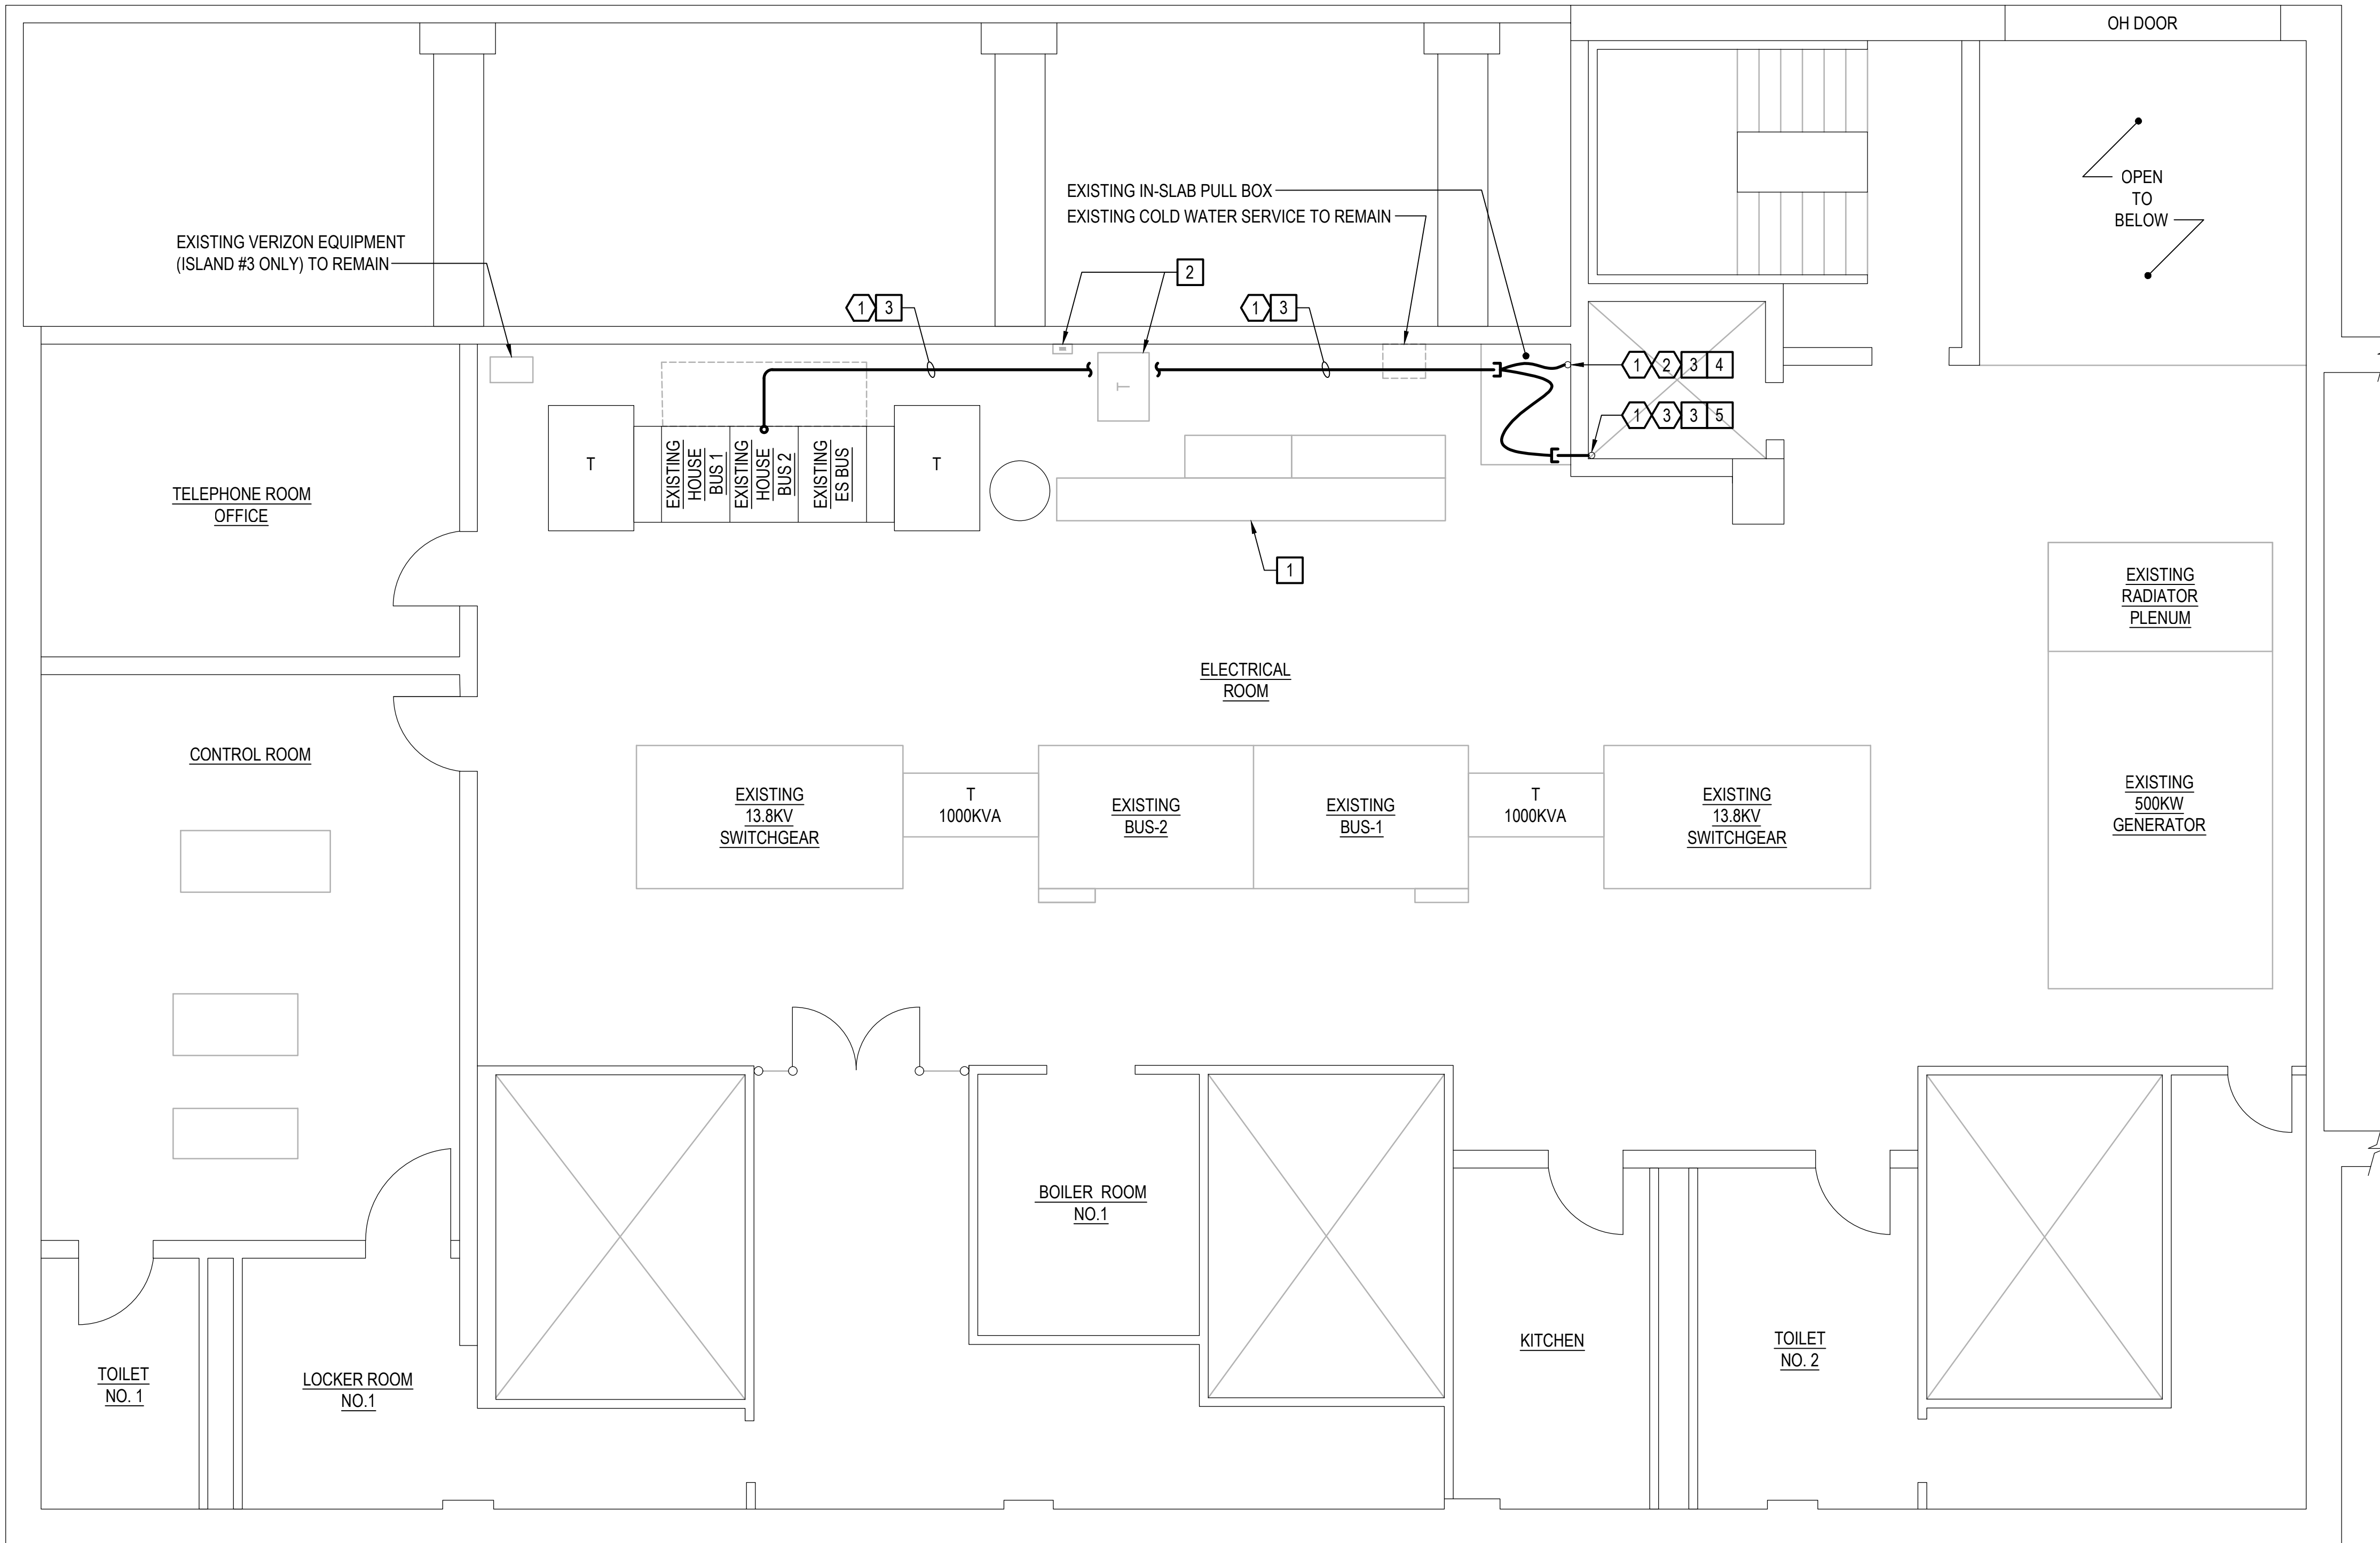 OH DOOR
OPEN
TO
BELOW
EXISTING IN-SLAB PULL BOX
EXISTING COLD WATER SERVICE TO REMAIN
EXISTING VERIZON EQUIPMENT
(ISLAND #3 ONLY) TO REMAIN
2
1 3
1 3
1 2 3 4
1 3 3 5
T
T
T
EXISTING
HOUSE
BUS 1
EXISTING
HOUSE
BUS 2
EXISTING
ES BUS
TELEPHONE ROOM
OFFICE
1
EXISTING
RADIATOR
PLENUM
ELECTRICAL
ROOM
CONTROL ROOM
EXISTING
13.8KV
SWITCHGEAR
T
1000KVA
EXISTING
BUS-2
EXISTING
BUS-1
T
1000KVA
EXISTING
13.8KV
SWITCHGEAR
EXISTING
500KW
GENERATOR
BOILER ROOM
NO.1
KITCHEN
TOILET
NO. 2
TOILET
NO. 1
LOCKER ROOM
NO.1